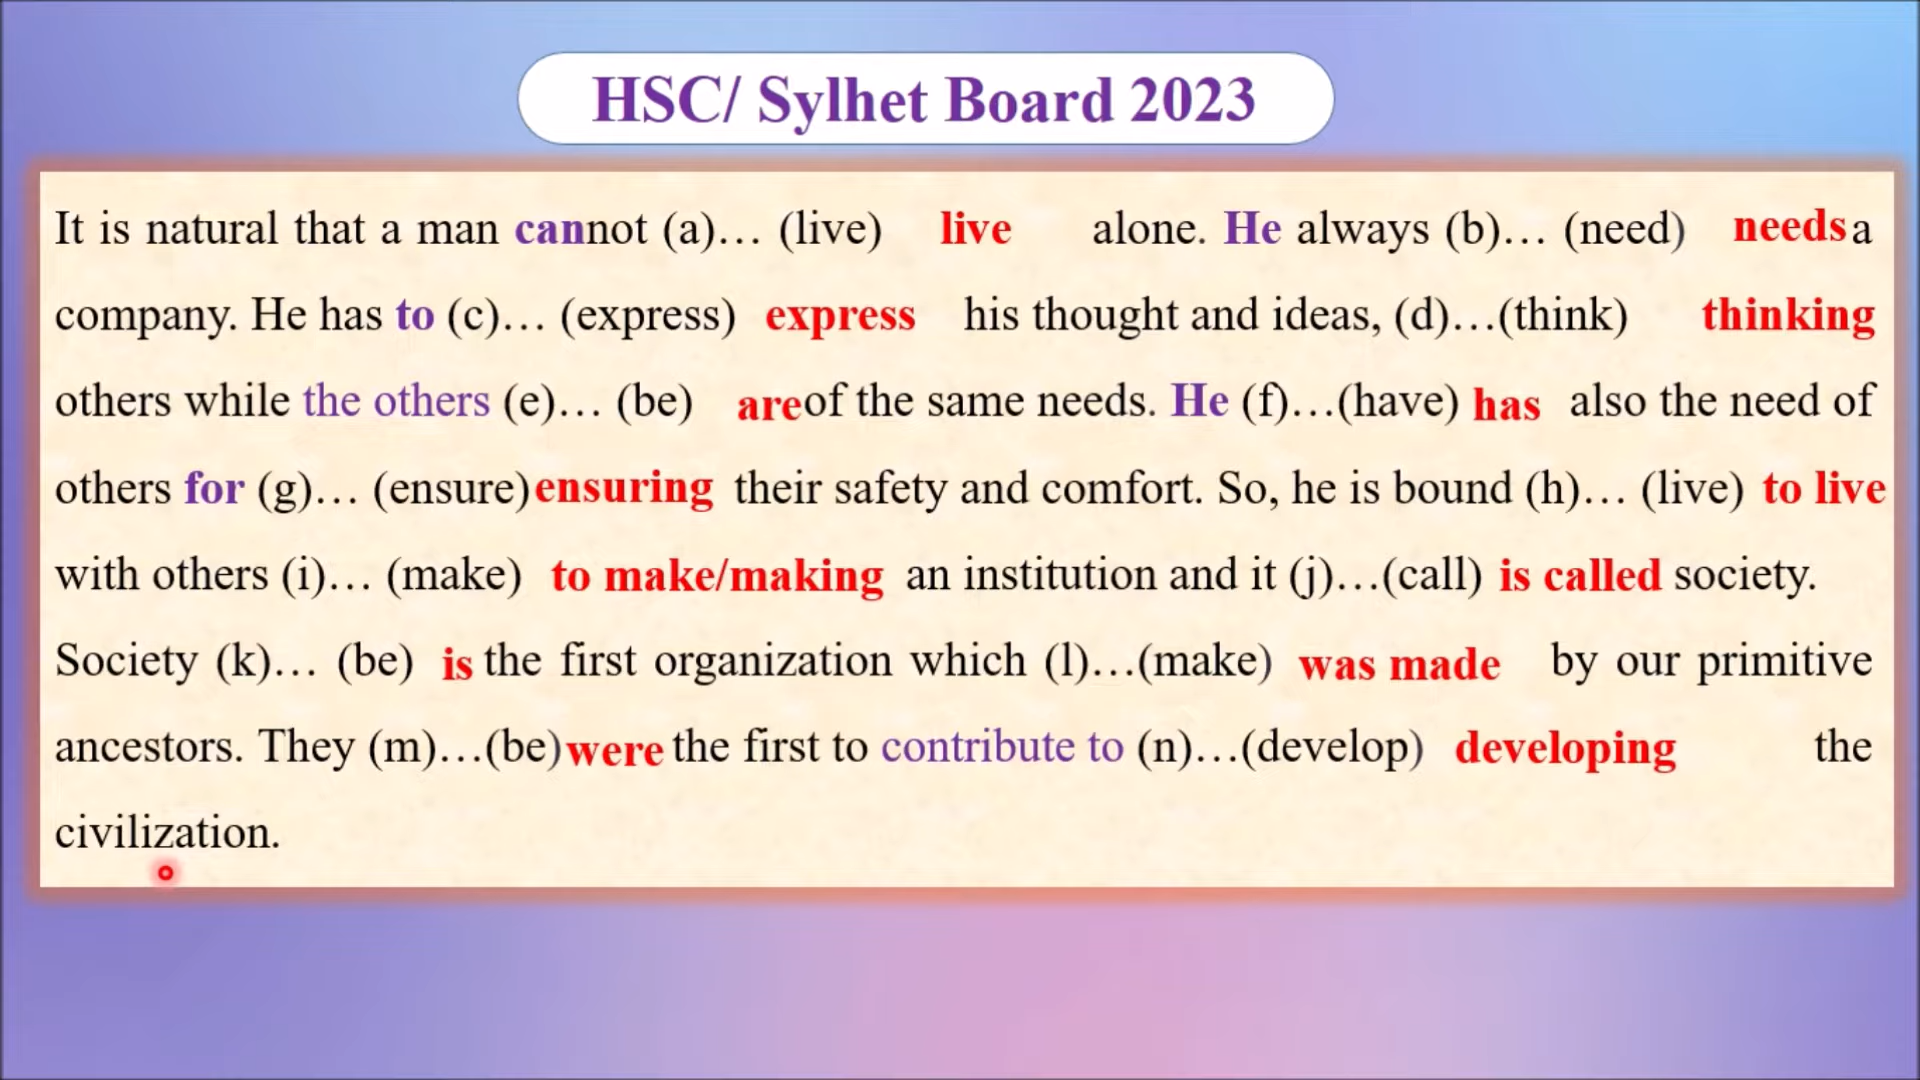 HSC/ Sylhet Board 2023
It is natural that a man cannot (a)… (live) live alone. He always (b)… (need) needs a
company. He has to (c)… (express) express his thought and ideas, (d)…(think) thinking
others while the others (e)… (be) are of the same needs. He (f)…(have) has also the need of
others for (g)… (ensure) ensuring their safety and comfort. So, he is bound (h)… (live) to live
with others (i)… (make) to make/making an institution and it (j)…(call) is called society.
Society (k)… (be) is the first organization which (l)…(make) was made by our primitive
ancestors. They (m)…(be) were the first to contribute to (n)…(develop) developing the
civilization.